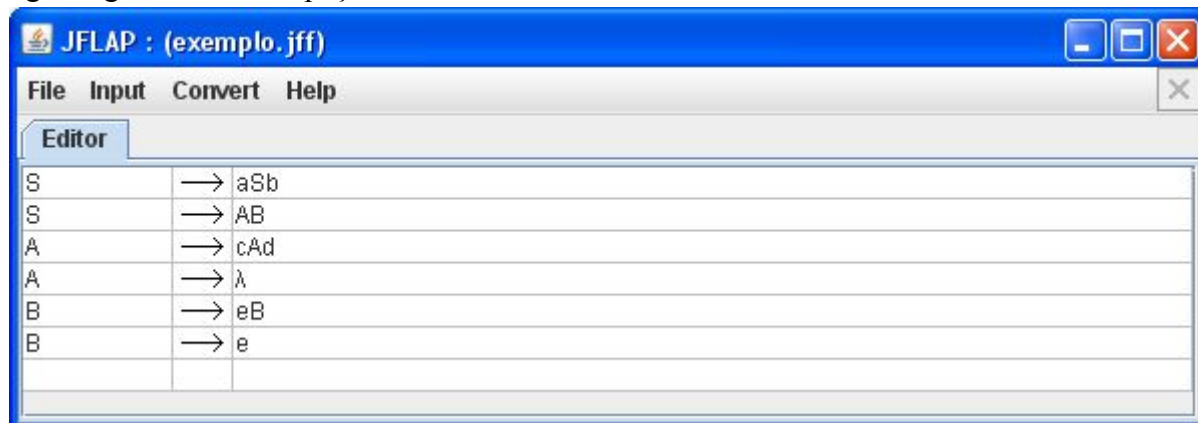 JFLAP : (exemplo.jff)
File Input Convert Help
Editor
S → aSb
S → AB
A → cAd
A → λ
B → eB
B → e